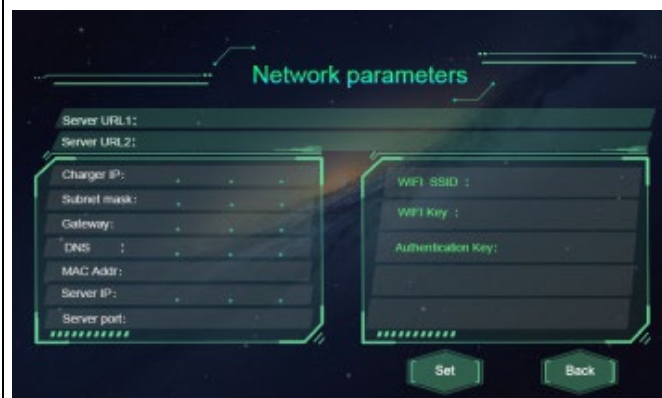 Network parameters
Server URL1:
Server URL2:
Charger IP:
Subnet mask:
Gateway:
DNS :
MAC Addr:
Server IP:
Server port:
WIFI SSID :
WIFI Key :
Authentication Key:
Set
Back